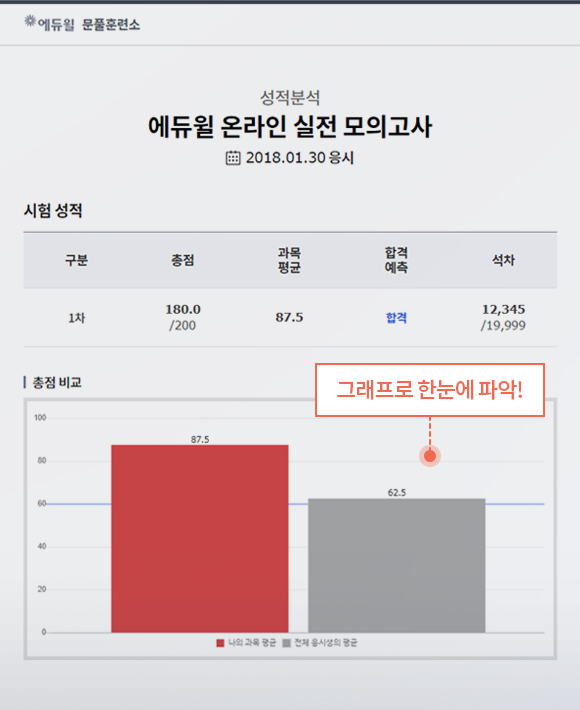 에듀윌 문풀훈련소
성적분석
에듀윌 온라인 실전 모의고사
2018.01.30 응시
시험 성적
구분 총점 과목 평균 합격 예측 석차
1차 180.0 /200 87.5 합격 12,345 /19,999
총점 비교
그래프로 한눈에 파악!
100
87.5
80
62.5
60
40
20
0
나의 과목 평균 전체 응시생의 평균